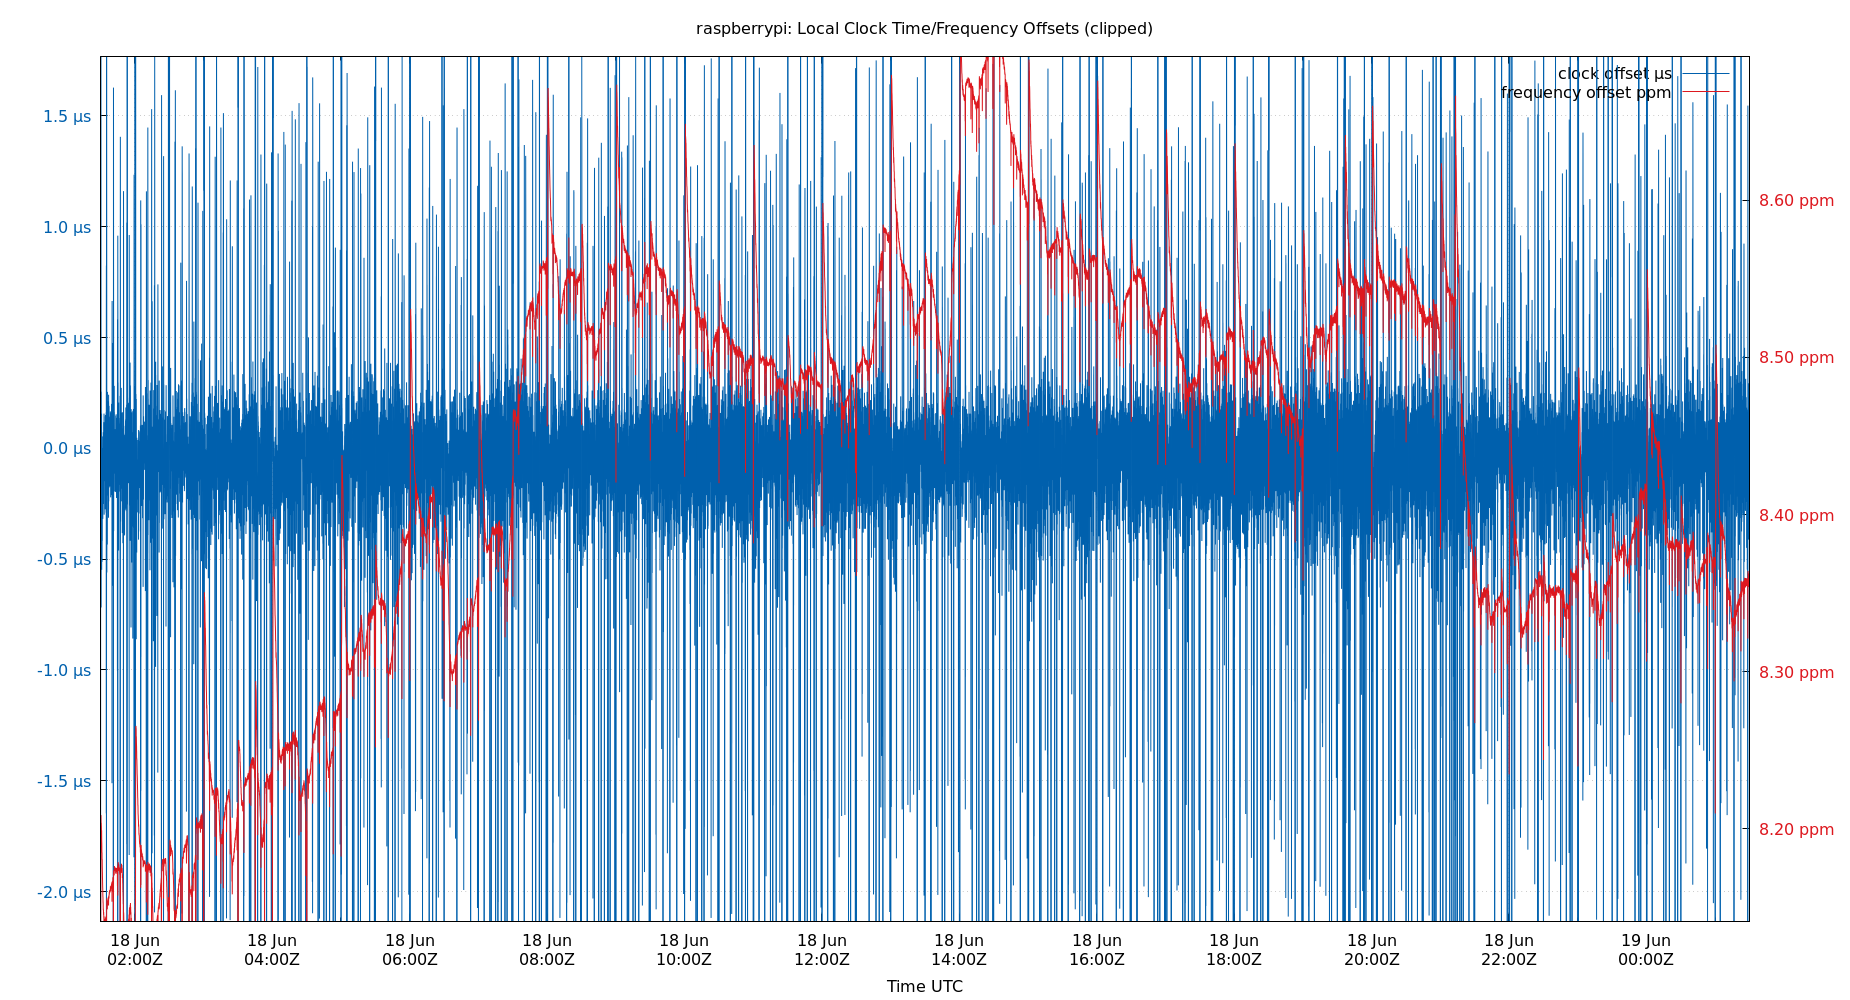 raspberrypi: Local Clock Time/Frequency Offsets (clipped)
clock offset µs
frequency offset ppm
1.5 µs
1.0 µs
0.5 µs
0.0 µs
-0.5 µs
-1.0 µs
-1.5 µs
-2.0 µs
8.60 ppm
8.50 ppm
8.40 ppm
8.30 ppm
8.20 ppm
18 Jun 18 Jun 18 Jun 18 Jun 18 Jun 18 Jun 18 Jun 18 Jun 18 Jun 18 Jun 18 Jun 19 Jun
02:00Z 04:00Z 06:00Z 08:00Z 10:00Z 12:00Z 14:00Z 16:00Z 18:00Z 20:00Z 22:00Z 00:00Z
Time UTC